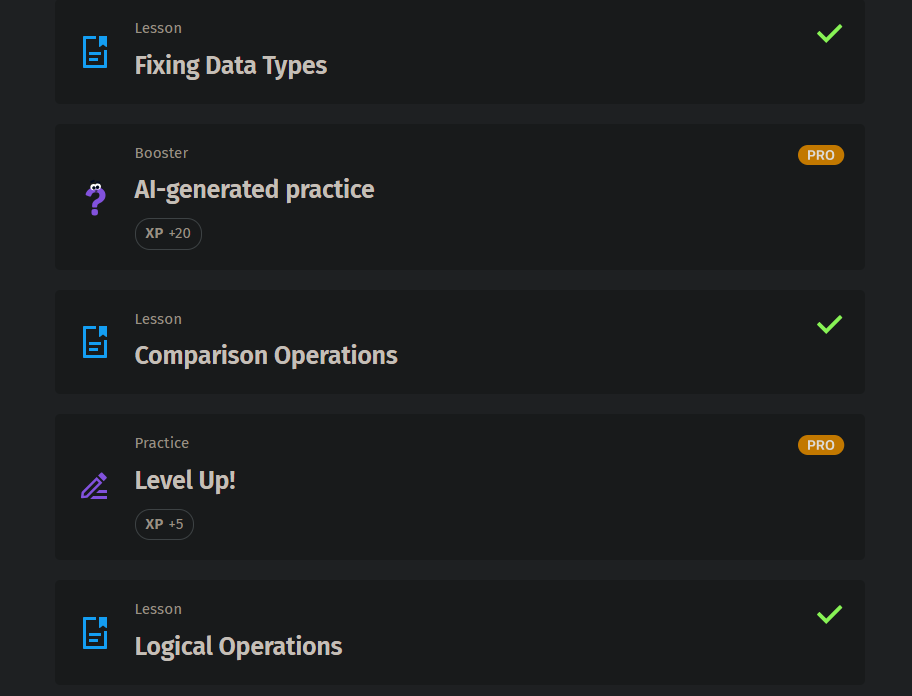 Lesson
Fixing Data Types
Booster
PRO
AI-generated practice
XP +20
Lesson
Comparison Operations
Practice
PRO
Level Up!
XP +5
Lesson
Logical Operations